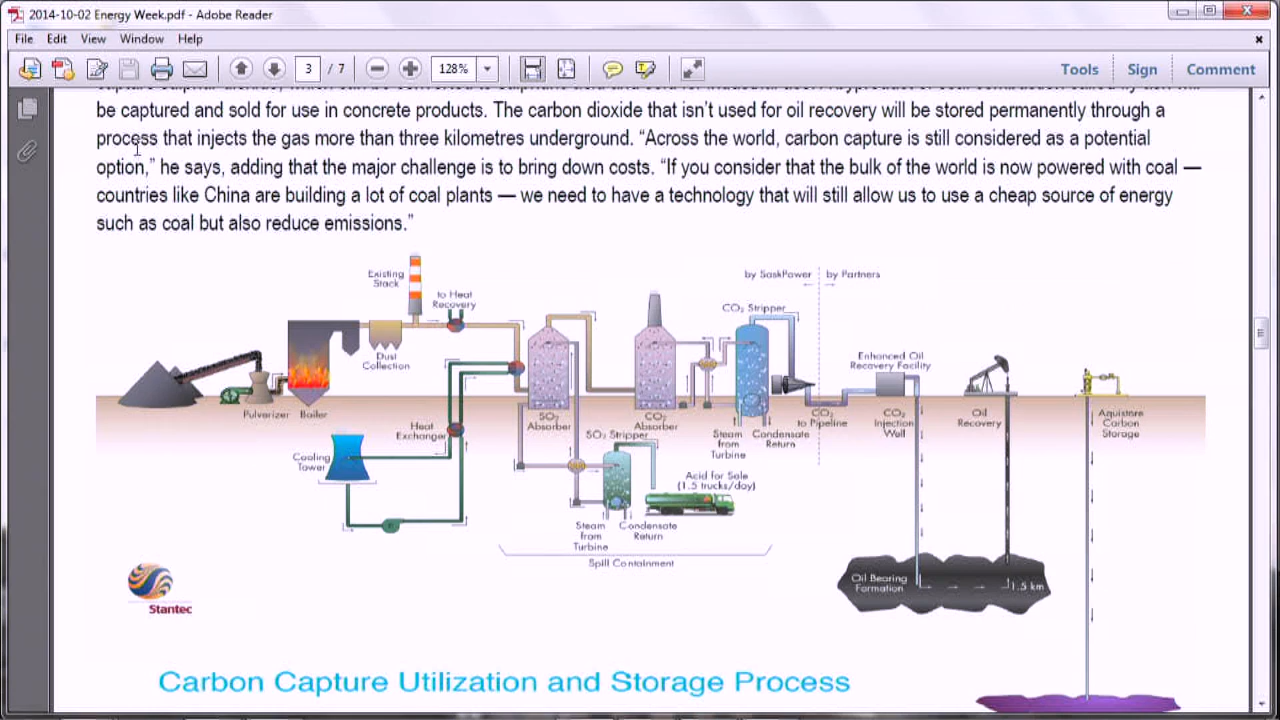 2014-10-02 Energy Week.pdf - Adobe Reader
File Edit View Window Help
3 / 7 128% Tools Sign Comment
be captured and sold for use in concrete products. The carbon dioxide that isn't used for oil recovery will be stored permanently through a
process that injects the gas more than three kilometres underground. “Across the world, carbon capture is still considered as a potential
option,” he says, adding that the major challenge is to bring down costs. “If you consider that the bulk of the world is now powered with coal —
countries like China are building a lot of coal plants — we need to have a technology that will still allow us to use a cheap source of energy
such as coal but also reduce emissions.”
Existing
Stack
to Heat
Recovery
by SaskPower
by Partners
CO₂ Stripper
Dust
Collection
Enhanced Oil
Recovery Facility
Pulverizer
Boiler
Heat
Exchanger
SO₂
Absorber
CO₂
Absorber
Steam
from
Turbine
Condensate
Return
CO₂
to Pipeline
CO₂
Injection
Well
Oil
Recovery
Aquistore
Carbon
Storage
Cooling
Tower
SO₂ Stripper
Acid for Sale
(1.5 trucks/day)
Steam
from
Turbine
Condensate
Return
Spill Containment
Oil Bearing
Formation
1.5 km
Stantec
Carbon Capture Utilization and Storage Process